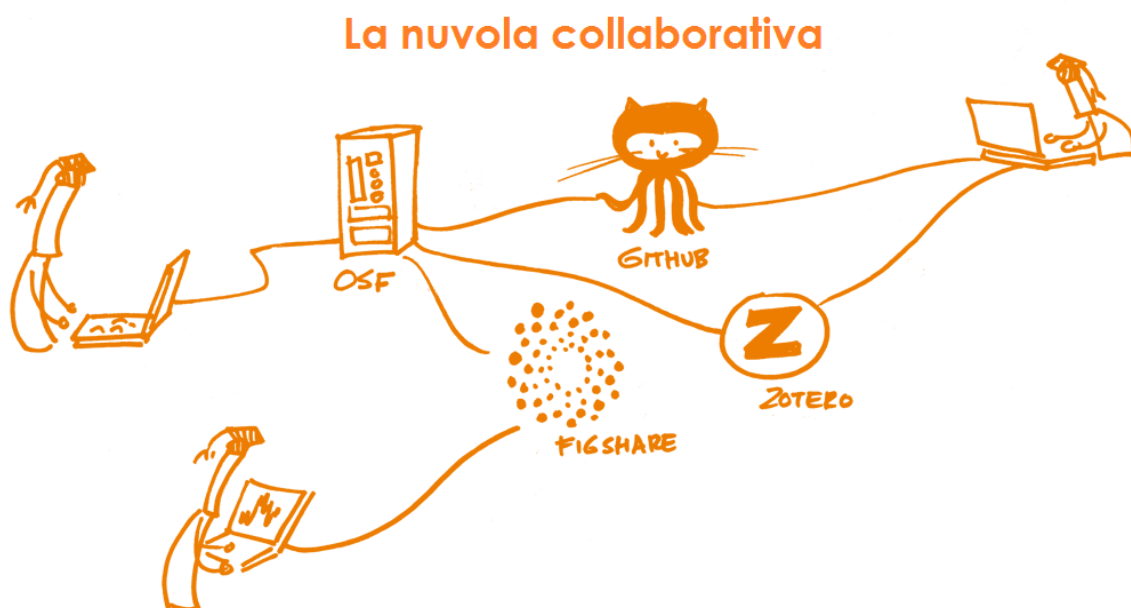 La nuvola collaborativa
OSF
GITHUB
Z
ZOTERO
FIGSHARE